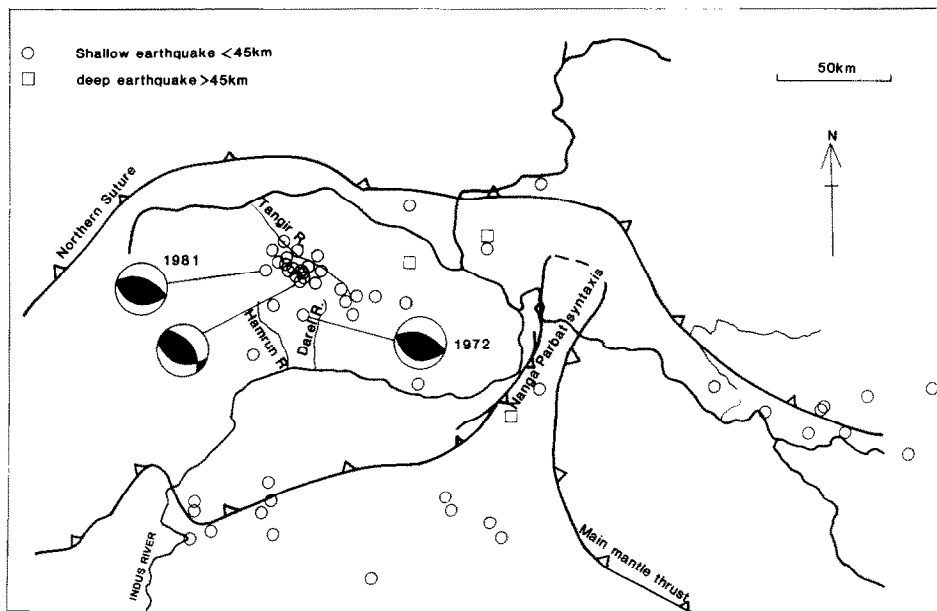 Shallow earthquake <45km
deep earthquake >45km
50km
N
Northern Suture
Tangir R.
1981
Hamrun R.
Darel R.
1972
Nanga Parbat syntaxis
Main mantle thrust
INDUS RIVER